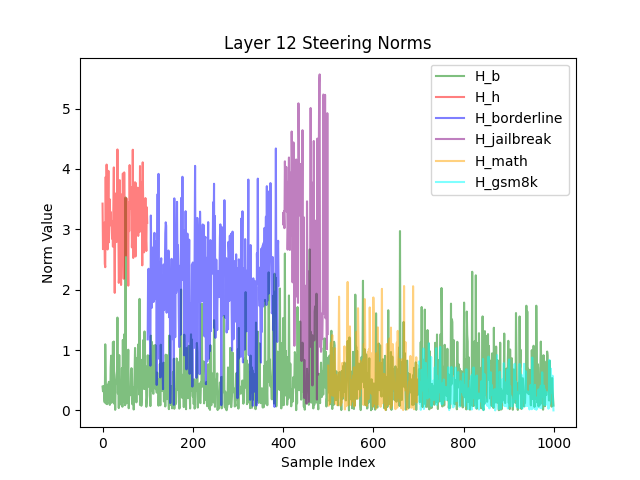 Layer 12 Steering Norms
H_b
H_h
H_borderline
H_jailbreak
H_math
H_gsm8k
5
4
3
2
1
0
Norm Value
0 200 400 600 800 1000
Sample Index